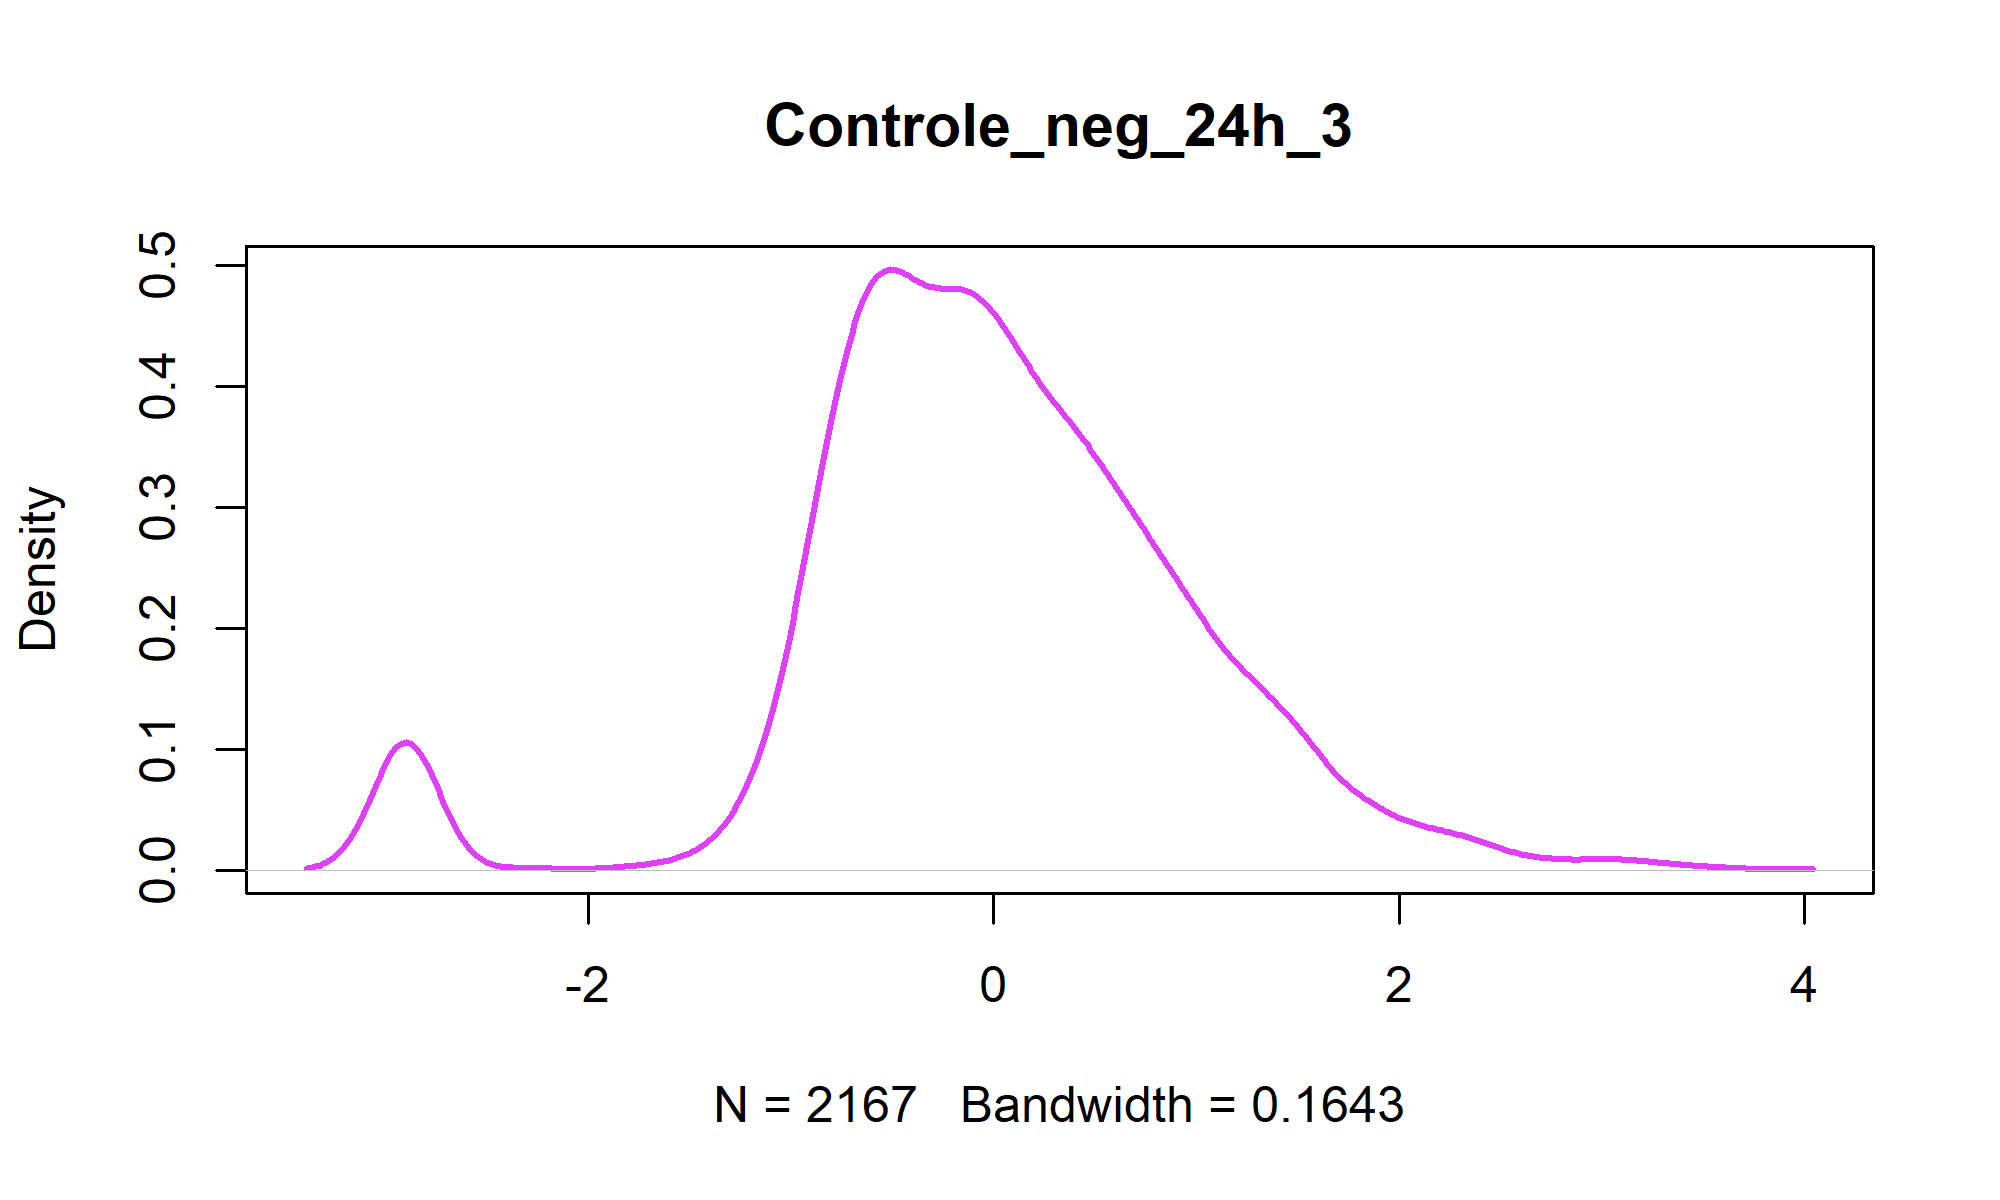 Controle_neg_24h_3
Density
0.5
0.4
0.3
0.2
0.1
0.0
-2 0 2 4
N = 2167 Bandwidth = 0.1643